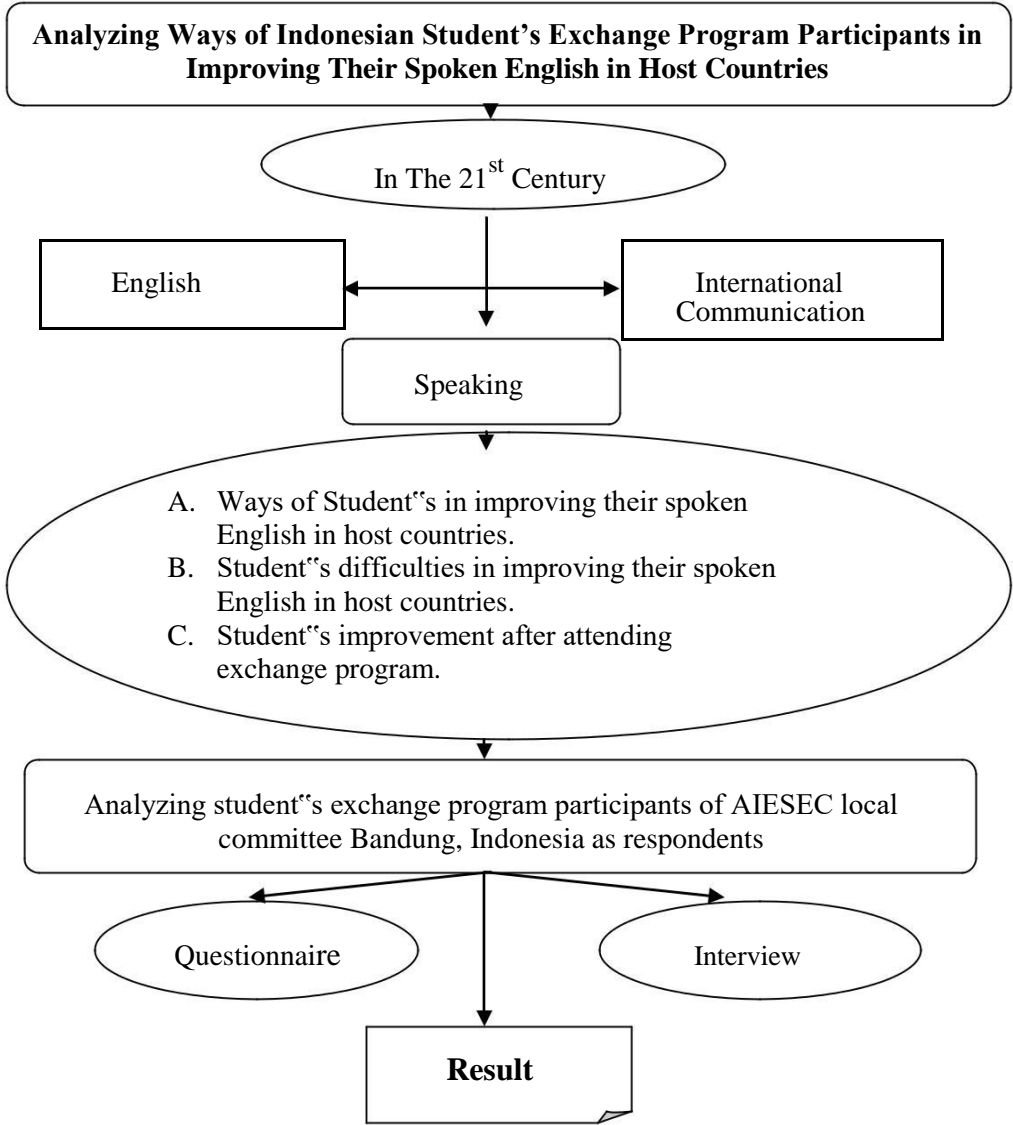 Analyzing Ways of Indonesian Student’s Exchange Program Participants in
Improving Their Spoken English in Host Countries
In The 21st Century
English
International
Communication
Speaking
A. Ways of Student‟s in improving their spoken
English in host countries.
B. Student‟s difficulties in improving their spoken
English in host countries.
C. Student‟s improvement after attending
exchange program.
Analyzing student‟s exchange program participants of AIESEC local
committee Bandung, Indonesia as respondents
Questionnaire
Interview
Result